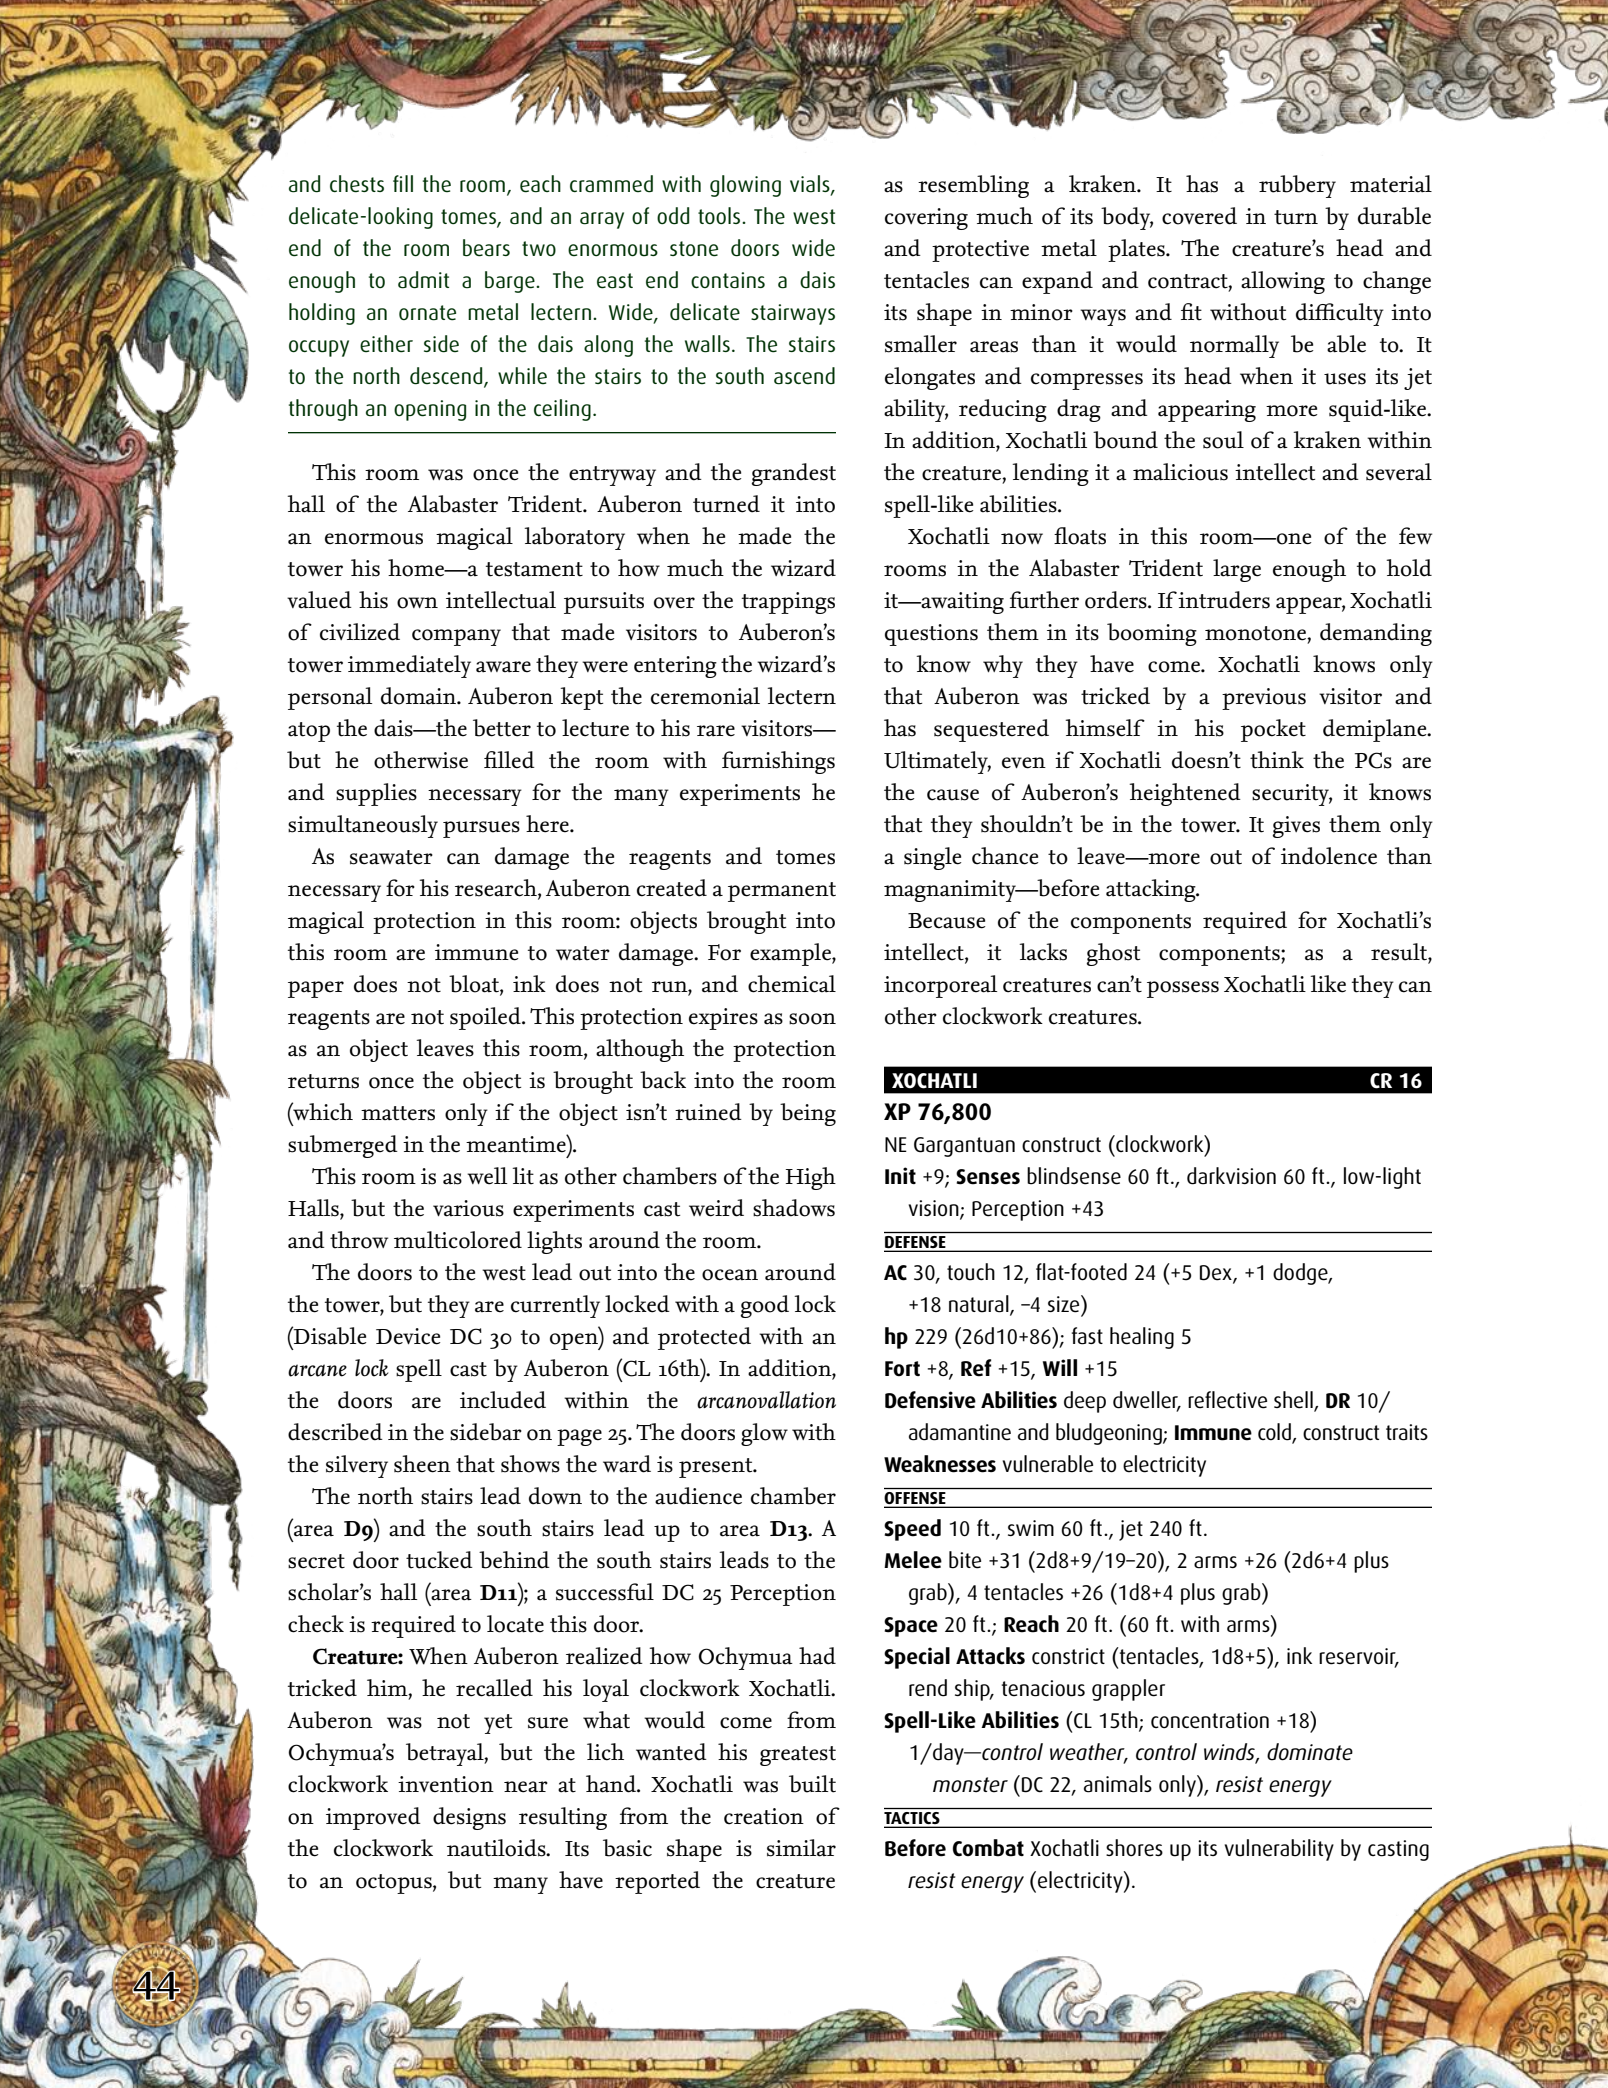 and chests fill the room, each crammed with glowing vials,
delicate-looking tomes, and an array of odd tools. The west
end of the room bears two enormous stone doors wide
enough to admit a barge. The east end contains a dais
holding an ornate metal lectern. Wide, delicate stairways
occupy either side of the dais along the walls. The stairs
to the north descend, while the stairs to the south ascend
through an opening in the ceiling.
This room was once the entryway and the grandest
hall of the Alabaster Trident. Auberon turned it into
an enormous magical laboratory when he made the
tower his home—a testament to how much the wizard
valued his own intellectual pursuits over the trappings
of civilized company that made visitors to Auberon's
tower immediately aware they were entering the wizard's
personal domain. Auberon kept the ceremonial lectern
atop the dais—the better to lecture to his rare visitors—
but he otherwise filled the room with furnishings
and supplies necessary for the many experiments he
simultaneously pursues here.
As seawater can damage the reagents and tomes
necessary for his research, Auberon created a permanent
magical protection in this room: objects brought into
this room are immune to water damage. For example,
paper does not bloat, ink does not run, and chemical
reagents are not spoiled. This protection expires as soon
as an object leaves this room, although the protection
returns once the object is brought back into the room
(which matters only if the object isn't ruined by being
submerged in the meantime).
This room is as well lit as other chambers of the High
Halls, but the various experiments cast weird shadows
and throw multicolored lights around the room.
The doors to the west lead out into the ocean around
the tower, but they are currently locked with a good lock
(Disable Device DC 30 to open) and protected with an
arcane lock spell cast by Auberon (CL 16th). In addition,
the doors are included within the arcanovallation
described in the sidebar on page 25. The doors glow with
the silvery sheen that shows the ward is present.
The north stairs lead down to the audience chamber
(area D9) and the south stairs lead up to area D13. A
secret door tucked behind the south stairs leads to the
scholar's hall (area D11); a successful DC 25 Perception
check is required to locate this door.
Creature: When Auberon realized how Ochymua had
tricked him, he recalled his loyal clockwork Xochatli.
Auberon was not yet sure what would come from
Ochymua's betrayal, but the lich wanted his greatest
clockwork invention near at hand. Xochatli was built
on improved designs resulting from the creation of
the clockwork nautiloids. Its basic shape is similar
to an octopus, but many have reported the creature
as resembling a kraken. It has a rubbery material
covering much of its body, covered in turn by durable
and protective metal plates. The creature's head and
tentacles can expand and contract, allowing to change
its shape in minor ways and fit without difficulty into
smaller areas than it would normally be able to. It
elongates and compresses its head when it uses its jet
ability, reducing drag and appearing more squid-like.
In addition, Xochatli bound the soul of a kraken within
the creature, lending it a malicious intellect and several
spell-like abilities.
Xochatli now floats in this room—one of the few
rooms in the Alabaster Trident large enough to hold
it—awaiting further orders. If intruders appear, Xochatli
questions them in its booming monotone, demanding
to know why they have come. Xochatli knows only
that Auberon was tricked by a previous visitor and
has sequestered himself in his pocket demiplane.
Ultimately, even if Xochatli doesn't think the PCs are
the cause of Auberon's heightened security, it knows
that they shouldn't be in the tower. It gives them only
a single chance to leave—more out of indolence than
magnanimity—before attacking.
Because of the components required for Xochatli's
intellect, it lacks ghost components; as a result,
incorporeal creatures can't possess Xochatli like they can
other clockwork creatures.
XOCHATLI CR 16
XP 76,800
NE Gargantuan construct (clockwork)
Init +9; Senses blindsense 60 ft., darkvision 60 ft., low-light
vision; Perception +43
DEFENSE
AC 30, touch 12, flat-footed 24 (+5 Dex, +1 dodge,
+18 natural, –4 size)
hp 229 (26d10+86); fast healing 5
Fort +8, Ref +15, Will +15
Defensive Abilities deep dweller, reflective shell, DR 10/
adamantine and bludgeoning; Immune cold, construct traits
Weaknesses vulnerable to electricity
OFFENSE
Speed 10 ft., swim 60 ft., jet 240 ft.
Melee bite +31 (2d8+9/19–20), 2 arms +26 (2d6+4 plus
grab), 4 tentacles +26 (1d8+4 plus grab)
Space 20 ft.; Reach 20 ft. (60 ft. with arms)
Special Attacks constrict (tentacles, 1d8+5), ink reservoir,
rend ship, tenacious grappler
Spell-Like Abilities (CL 15th; concentration +18)
1/day—control weather, control winds, dominate
monster (DC 22, animals only), resist energy
TACTICS
Before Combat Xochatli shores up its vulnerability by casting
resist energy (electricity).
44